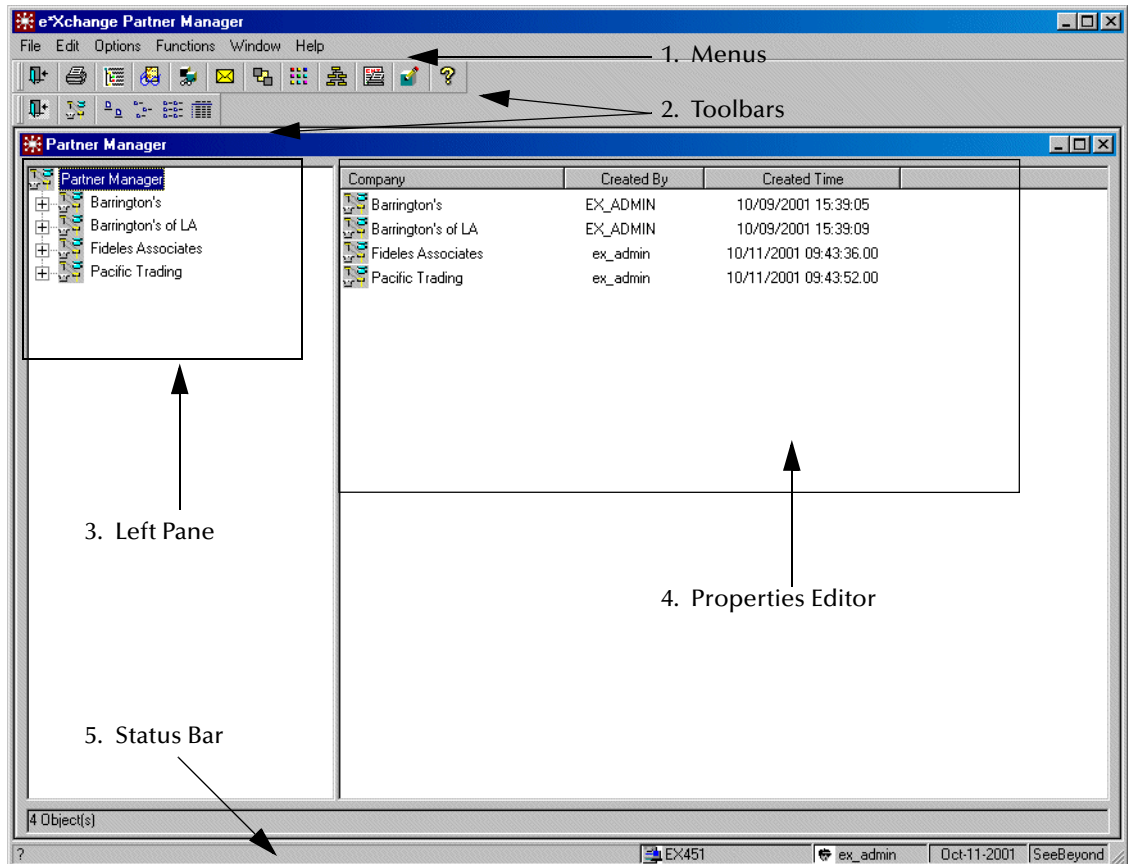 e*Xchange Partner Manager
File Edit Options Functions Window Help
1. Menus
2. Toolbars
Partner Manager
Partner Manager
Barrington's
Barrington's of LA
Fideles Associates
Pacific Trading
Company Created By Created Time
Barrington's EX_ADMIN 10/09/2001 15:39:05
Barrington's of LA EX_ADMIN 10/09/2001 15:39:09
Fideles Associates ex_admin 10/11/2001 09:43:36.00
Pacific Trading ex_admin 10/11/2001 09:43:52.00
3. Left Pane
4. Properties Editor
5. Status Bar
4 Object(s)
? EX451 ex_admin Oct-11-2001 SeeBeyond